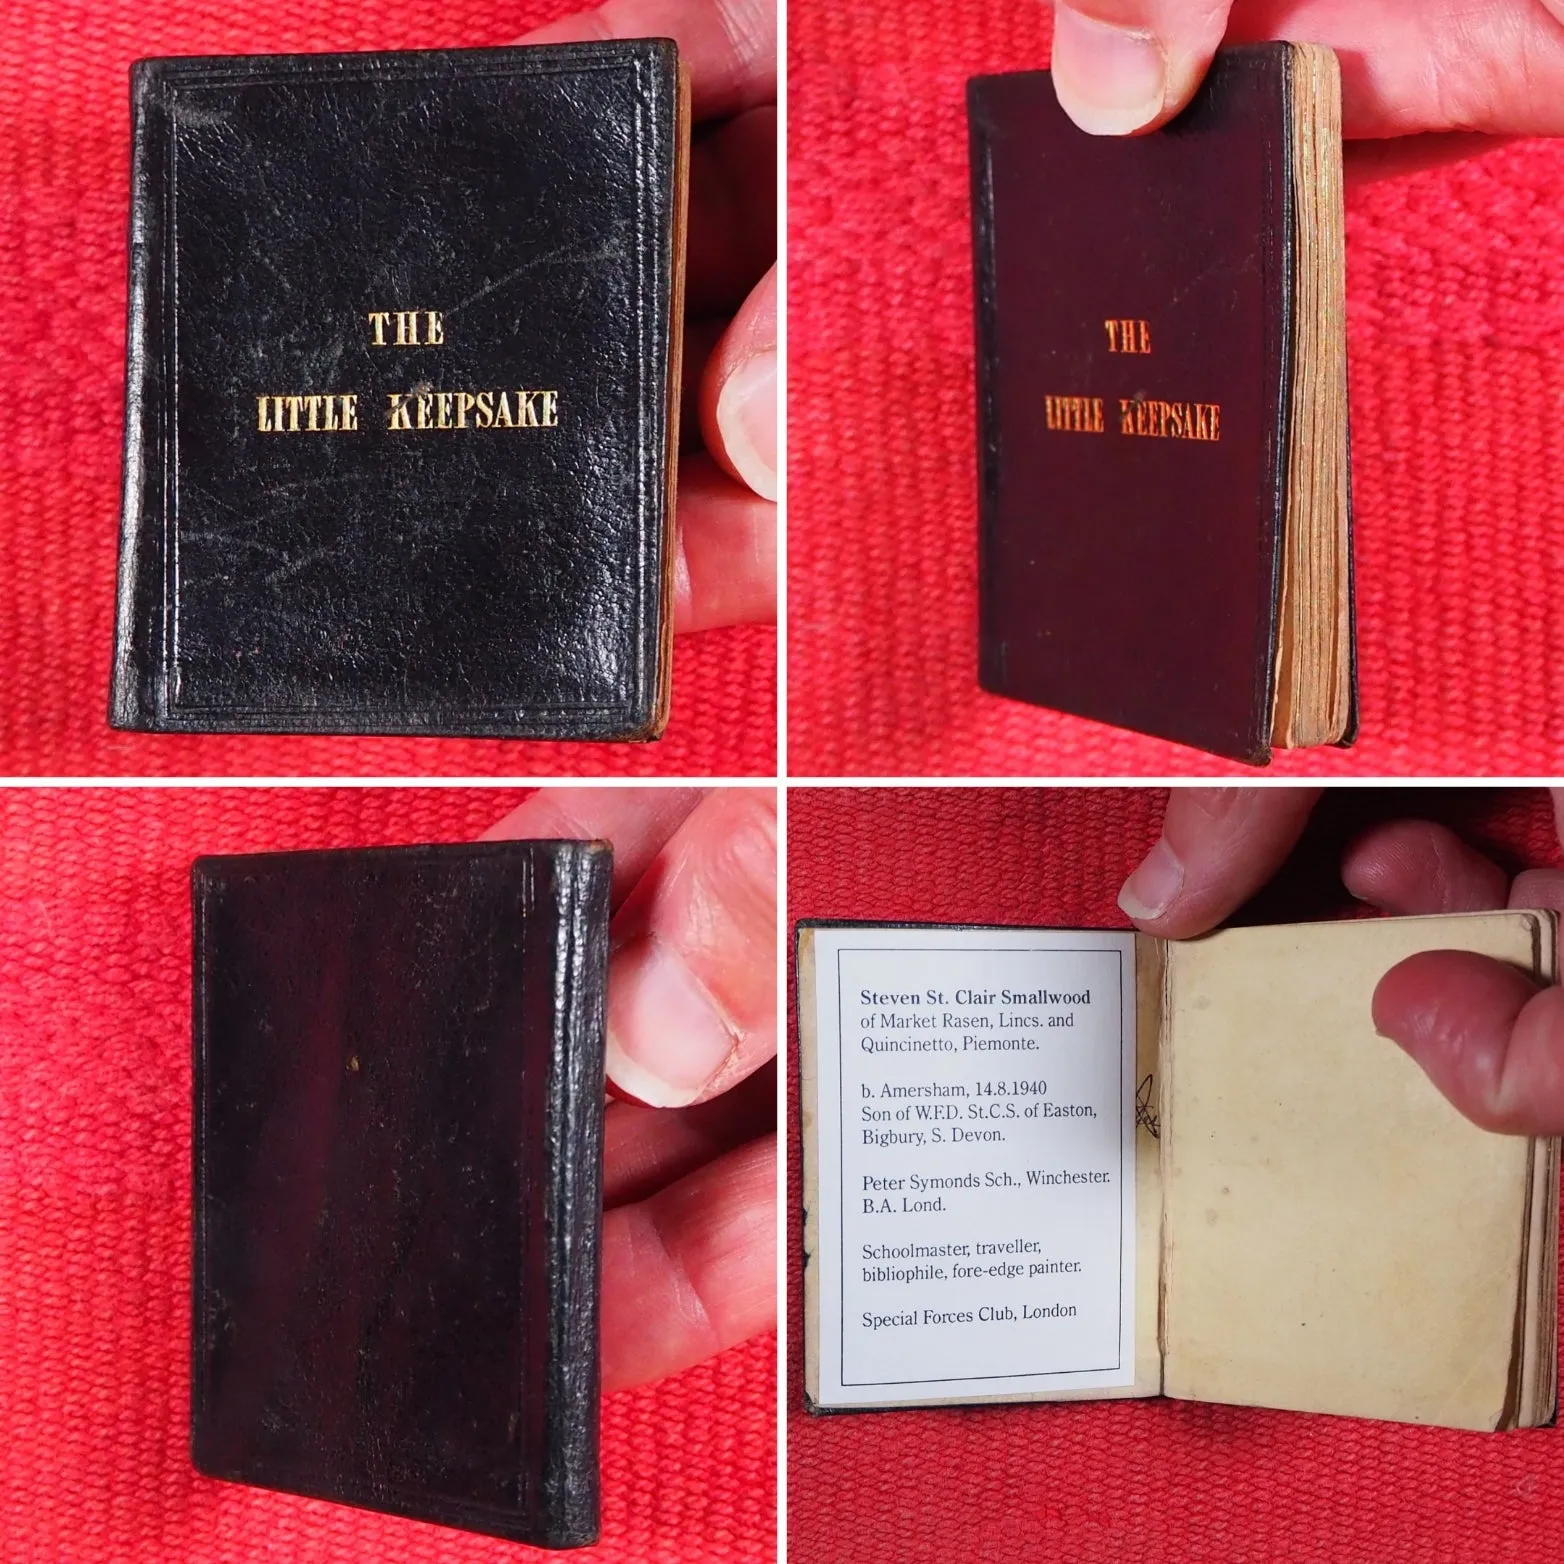 THE
LITTLE KEEPSAKE
THE
LITTLE KEEPSAKE
Steven St. Clair Smallwood
of Market Rasen, Lincs. and
Quincinetto, Piemonte.
b. Amersham, 14.8.1940
Son of W.F.D. St.C.S. of Easton,
Bigbury, S. Devon.
Peter Symonds Sch., Winchester.
B.A. Lond.
Schoolmaster, traveller,
bibliophile, fore-edge painter.
Special Forces Club, London